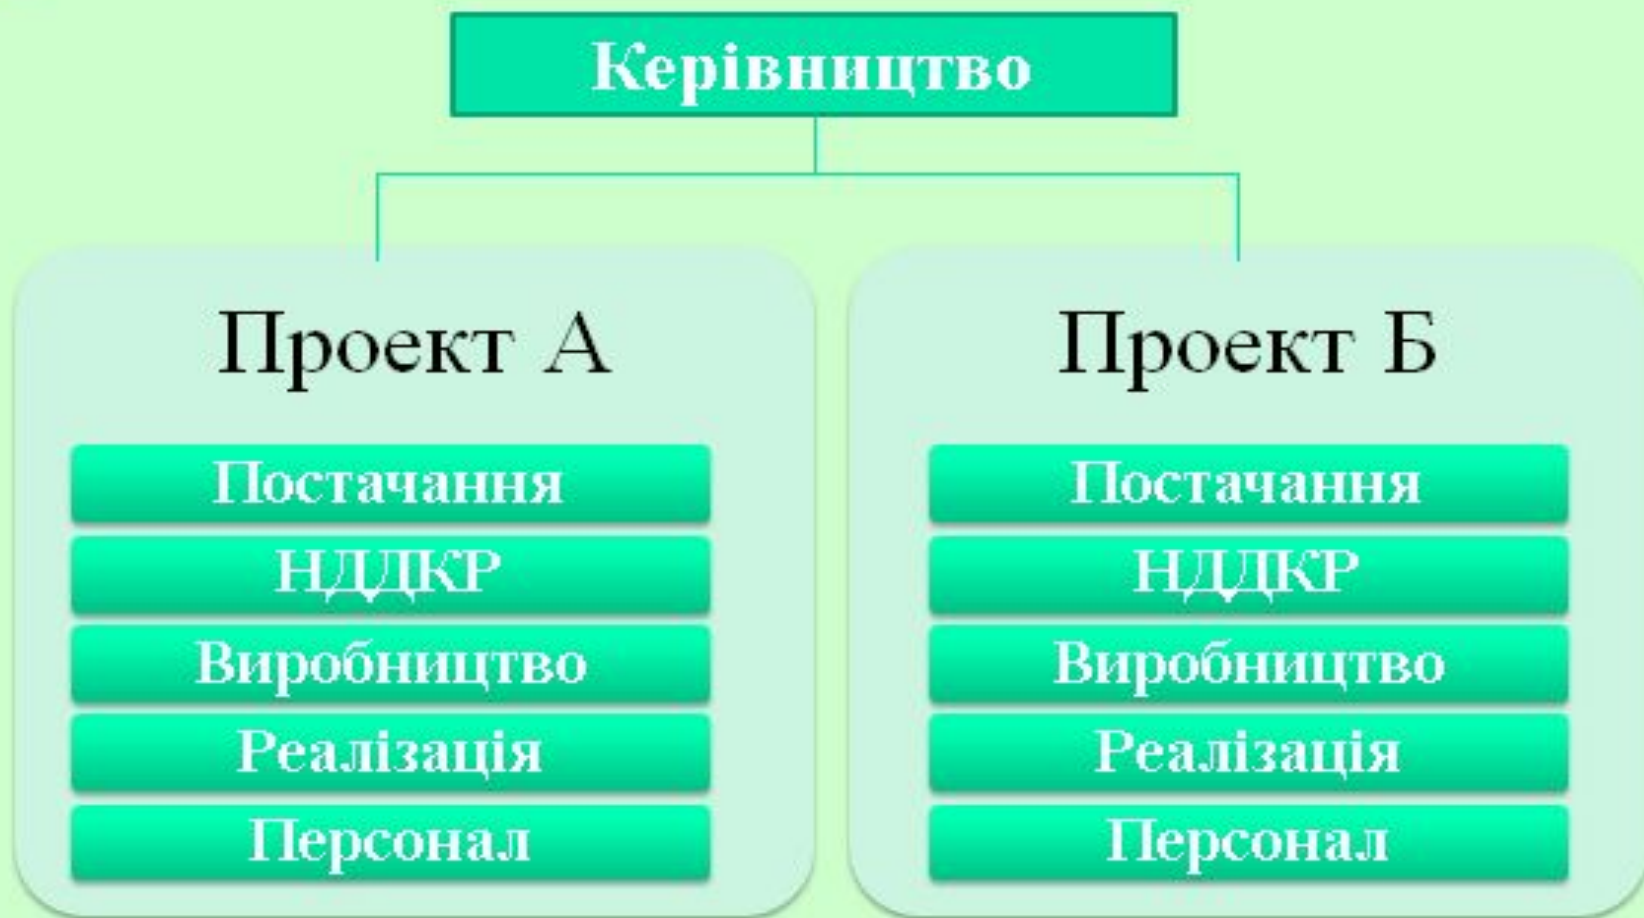 Керівництво
Проект А
Постачання
НДДКР
Виробництво
Реалізація
Персонал
Проект Б
Постачання
НДДКР
Виробництво
Реалізація
Персонал